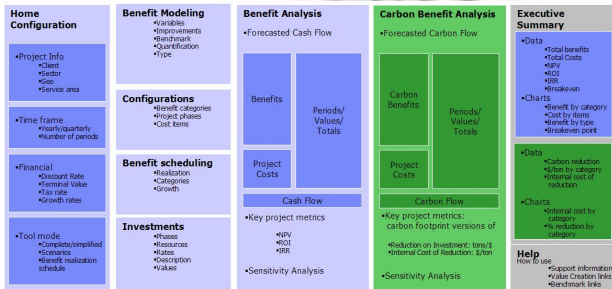 Home
Configuration
•Project Info
•Client
•Sector
•Geo
•Service area
•Time frame
•Yearly/quarterly
•Number of periods
•Financial
•Discount Rate
•Terminal Value
•Tax rate
•Growth rates
•Tool mode
•Complete/simplified
•Scenarios
•Benefit realization
schedule
Benefit Modeling
•Variables
•Improvements
•Benchmark
•Quantification
•Type
Configurations
•Benefit categories
•Project phases
•Cost items
Benefit scheduling
•Realization
•Categories
•Growth
Investments
•Phases
•Resources
•Rates
•Description
•Values
Benefit Analysis
•Forecasted Cash Flow
Benefits
Periods/
Values/
Totals
Project
Costs
Cash Flow
•Key project metrics
•NPV
•ROI
•IRR
•Sensitivity Analysis
Carbon Benefit Analysis
•Forecasted Carbon Flow
Carbon
Benefits
Periods/
Values/
Totals
Project
Costs
Carbon Flow
•Key project metrics:
carbon footprint versions of
•Reduction on Investment: tons/$
•Internal Cost of Reduction: $/ton
•Sensitivity Analysis
Executive
Summary
•Data
•Total benefits
•Total Costs
•NPV
•ROI
•IRR
•Breakeven
•Charts
•Benefit by category
•Cost by items
•Benefit by type
•Breakeven point
•Data
•Carbon reduction
•$/ton by category
•Internal cost of
reduction
•Charts
•Internal cost by
category
•% reduction by
category
Help
How to use
•Support information
•Value Creation links
•Benchmark links